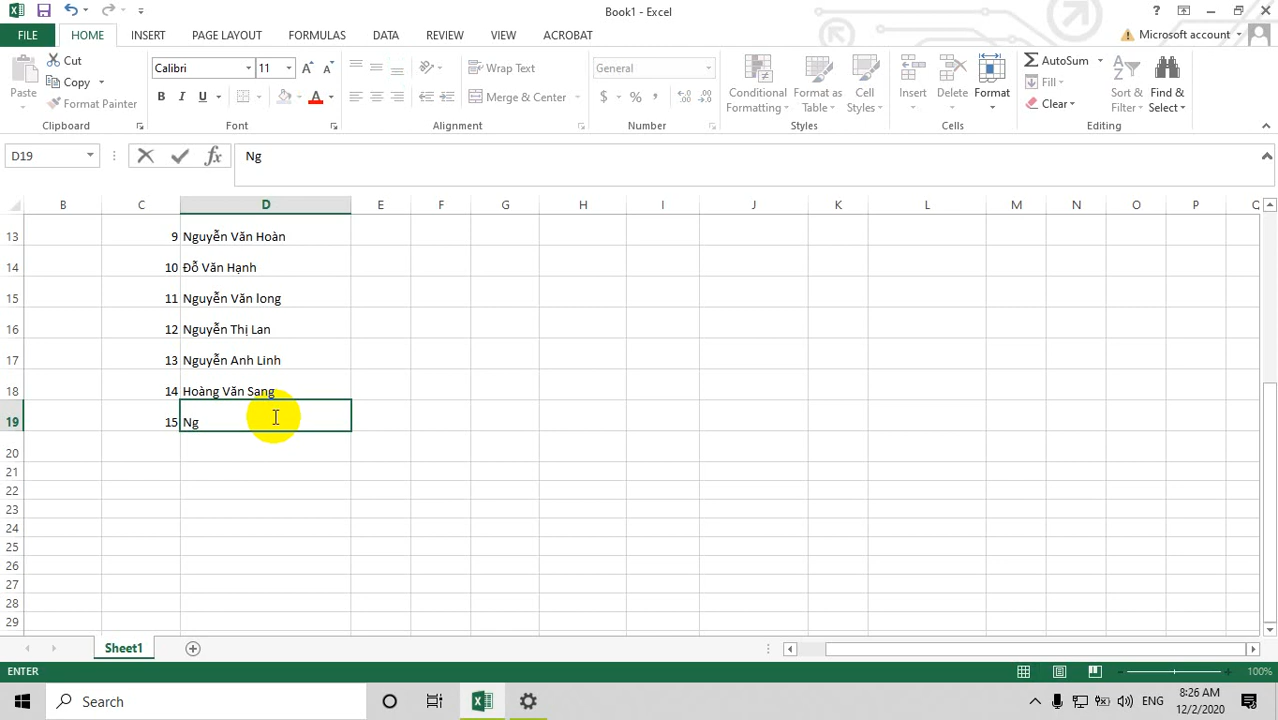 Book1 - Excel
?
FILE
HOME
INSERT
PAGE LAYOUT
FORMULAS
DATA
REVIEW
VIEW
ACROBAT
Microsoft account
Paste
Cut
Copy
Format Painter
Clipboard
Calibri
11
A A
B I U A
Font
Wrap Text
Merge & Center
Alignment
General
$ % ,
Number
Conditional Formatting
Format as Table
Cell Styles
Styles
Insert
Delete
Format
Cells
AutoSum
Fill
Clear
Sort & Filter
Find & Select
Editing
D19
fx
Ng
B C D E F G H I J K L M N O P Q
13 9 Nguyễn Văn Hoàn
14 10 Đỗ Văn Hạnh
15 11 Nguyễn Văn long
16 12 Nguyễn Thị Lan
17 13 Nguyễn Anh Linh
18 14 Hoàng Văn Sang
19 15 Ng
20
21
22
23
24
25
26
27
28
29
Sheet1
ENTER
100%
Search
ENG
8:26 AM
12/2/2020